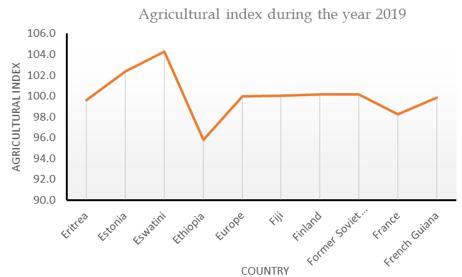 Agricultural index during the year 2019
106.0
104.0
102.0
100.0
98.0
96.0
94.0
92.0
90.0
AGRICULTURAL INDEX
Eritrea
Estonia
Eswatini
Ethiopia
Europe
Fiji
Finland
Former Soviet...
France
French Guiana
COUNTRY